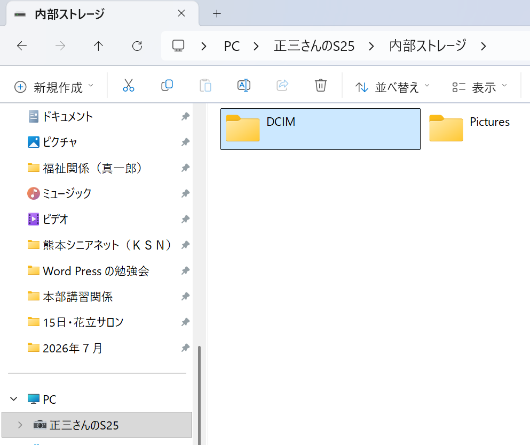 内部ストレージ
PC 正三さんのS25 内部ストレージ
新規作成 並べ替え 表示
ドキュメント
ピクチャ
福祉関係（真一郎）
ミュージック
ビデオ
熊本シニアネット（ＫＳＮ）
Word Press の勉強会
本部講習関係
15日・花立サロン
2026年７月
PC
正三さんのS25
DCIM
Pictures